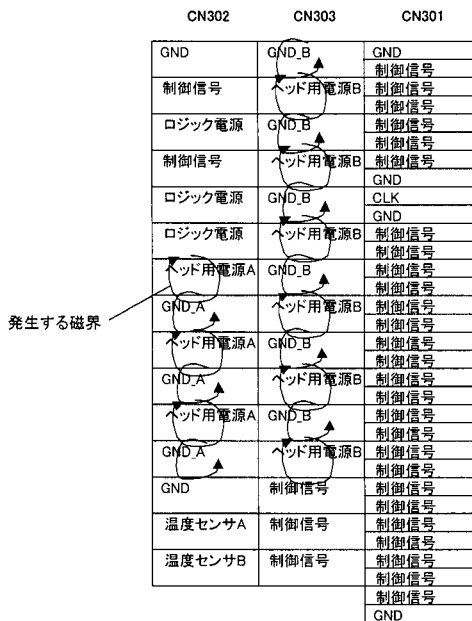 CN302 CN303 CN301
GND GND_B GND
制御信号
制御信号 ヘッド用電源B 制御信号
制御信号
ロジック電源 GND_B 制御信号
制御信号
制御信号 ヘッド用電源B 制御信号
GND
ロジック電源 GND_B CLK
GND
ロジック電源 ヘッド用電源B 制御信号
制御信号
ヘッド用電源A GND_B 制御信号
制御信号
発生する磁界
GND_A ヘッド用電源B 制御信号
制御信号
ヘッド用電源A GND_B 制御信号
制御信号
GND_A ヘッド用電源B 制御信号
制御信号
ヘッド用電源A GND_B 制御信号
制御信号
GND_A ヘッド用電源B 制御信号
制御信号
GND 制御信号 制御信号
制御信号
温度センサA 制御信号 制御信号
制御信号
温度センサB 制御信号 制御信号
制御信号
制御信号
GND